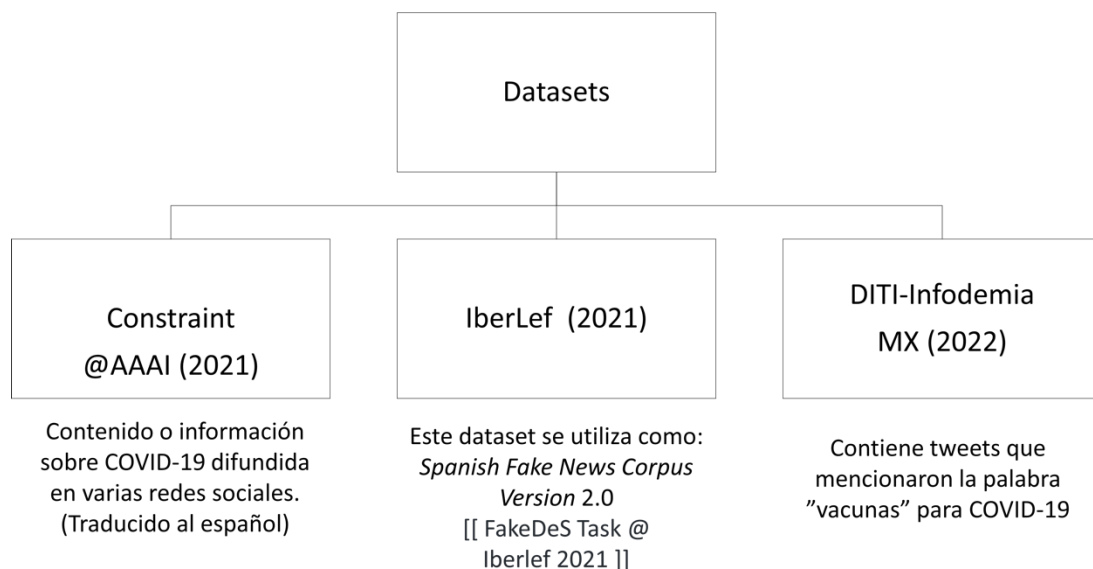 Datasets
Constraint
@AAAI (2021)
IberLef (2021)
DITI-Infodemia
MX (2022)
Contenido o información
sobre COVID-19 difundida
en varias redes sociales.
(Traducido al español)
Este dataset se utiliza como:
Spanish Fake News Corpus
Version 2.0
[[ FakeDeS Task @
Iberlef 2021 ]]
Contiene tweets que
mencionaron la palabra
”vacunas” para COVID-19